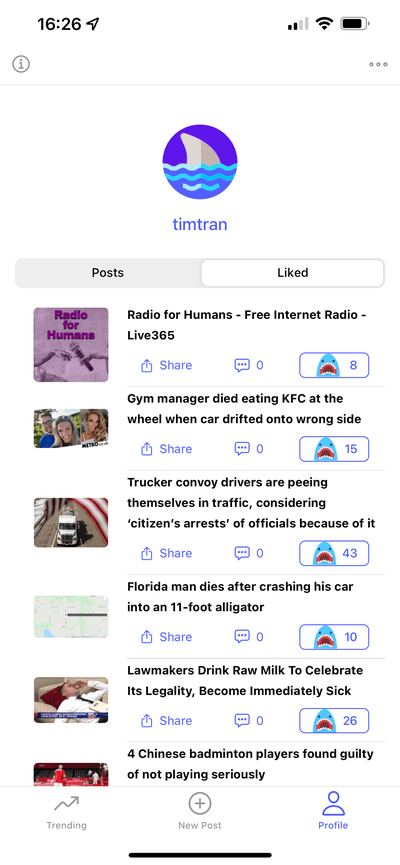 16:26
timtran
Posts
Liked
Radio
for
Humans
Radio for Humans - Free Internet Radio -
Live365
Share
0
8
METRO.co.uk
Gym manager died eating KFC at the
wheel when car drifted onto wrong side
Share
0
15
Trucker convoy drivers are peeing
themselves in traffic, considering
‘citizen’s arrests’ of officials because of it
Share
0
43
Florida man dies after crashing his car
into an 11-foot alligator
Share
0
10
Lawmakers Drink Raw Milk To Celebrate
Its Legality, Become Immediately Sick
Share
0
26
4 Chinese badminton players found guilty
of not playing seriously
Trending
New Post
Profile